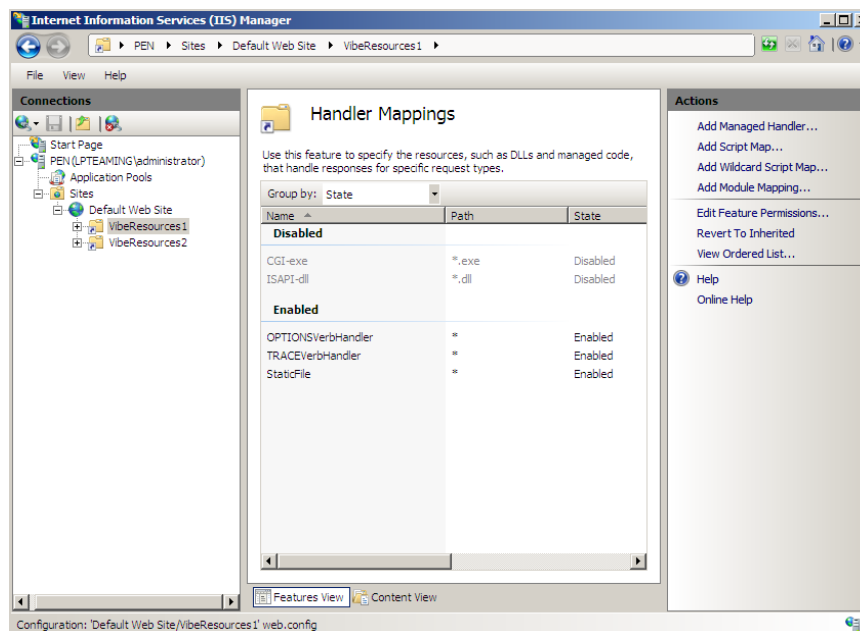 Internet Information Services (IIS) Manager
PEN Sites Default Web Site VibeResources1
File View Help
Connections
Start Page
PEN (LPTEAMING\administrator)
Application Pools
Sites
Default Web Site
VibeResources1
VibeResources2
Handler Mappings
Use this feature to specify the resources, such as DLLs and managed code,
that handle responses for specific request types.
Group by: State
Name Path State
Disabled
CGI-exe *.exe Disabled
ISAPI-dll *.dll Disabled
Enabled
OPTIONSVerbHandler * Enabled
TRACEVerbHandler * Enabled
StaticFile * Enabled
Features View Content View
Actions
Add Managed Handler...
Add Script Map...
Add Wildcard Script Map...
Add Module Mapping...
Edit Feature Permissions...
Revert To Inherited
View Ordered List...
Help
Online Help
Configuration: 'Default Web Site/VibeResources1' web.config